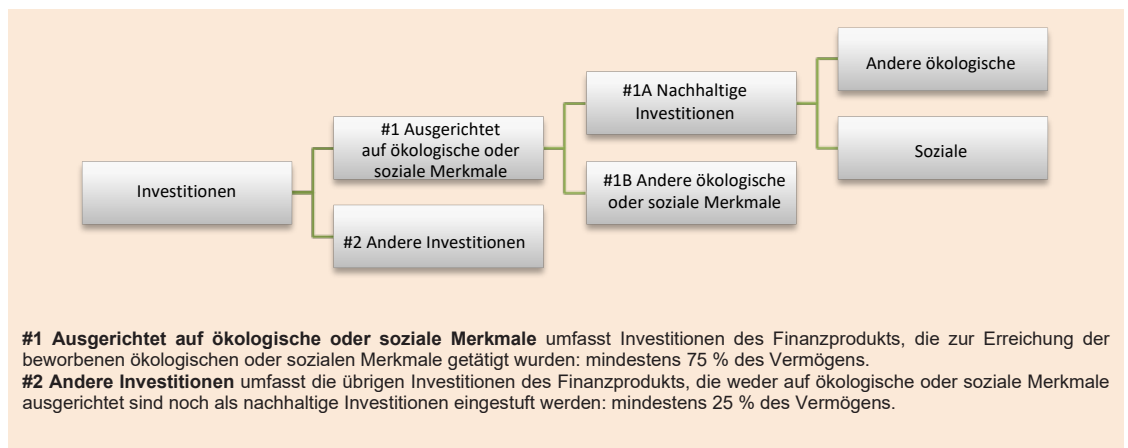 Andere ökologische
#1A Nachhaltige
Investitionen
#1 Ausgerichtet
auf ökologische oder
soziale Merkmale
Soziale
Investitionen
#1B Andere ökologische
oder soziale Merkmale
#2 Andere Investitionen
#1 Ausgerichtet auf ökologische oder soziale Merkmale umfasst Investitionen des Finanzprodukts, die zur Erreichung der
beworbenen ökologischen oder sozialen Merkmale getätigt wurden: mindestens 75 % des Vermögens.
#2 Andere Investitionen umfasst die übrigen Investitionen des Finanzprodukts, die weder auf ökologische oder soziale Merkmale
ausgerichtet sind noch als nachhaltige Investitionen eingestuft werden: mindestens 25 % des Vermögens.